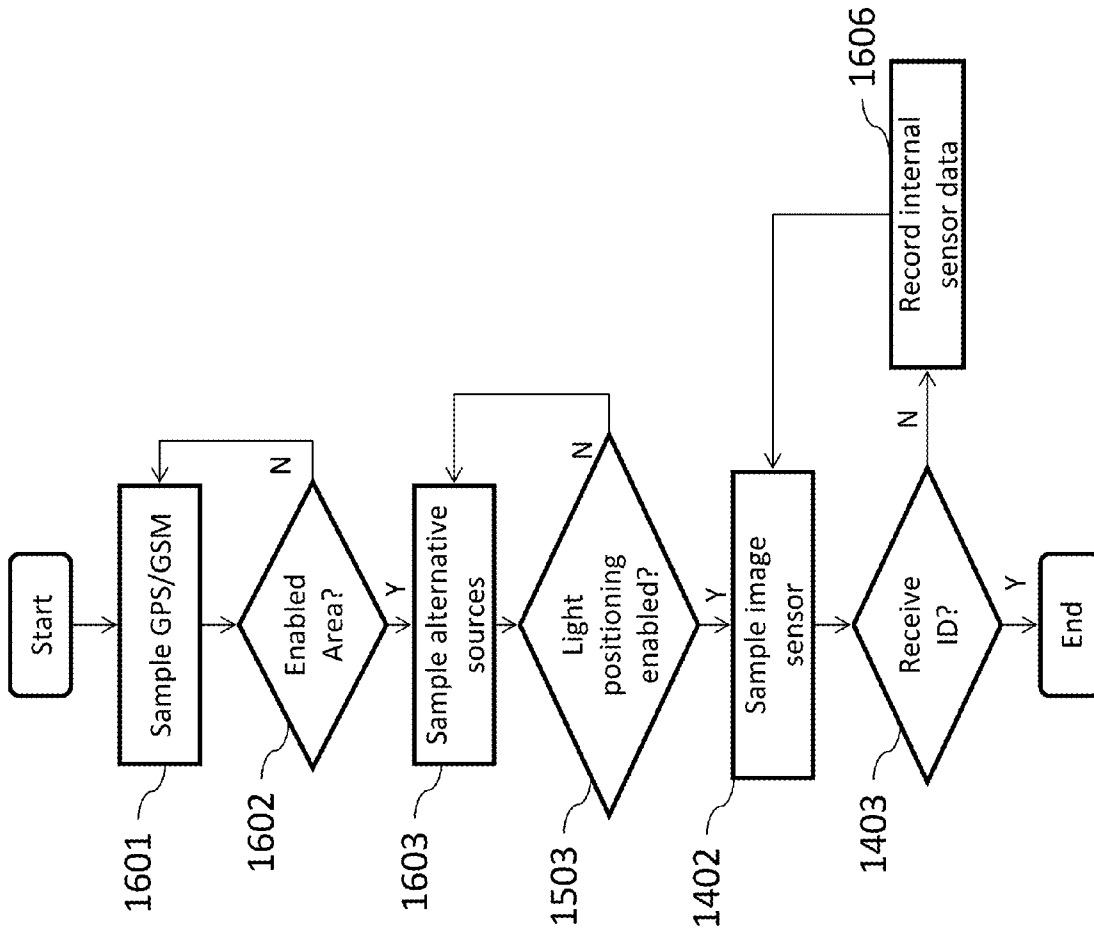 Start
1601
Sample GPS/GSM
1602
Enabled
Area?
N
Y
1603
Sample alternative
sources
1503
Light
positioning
enabled?
N
Y
1402
Sample image
sensor
1403
Receive
ID?
N
1606
Record internal
sensor data
Y
End